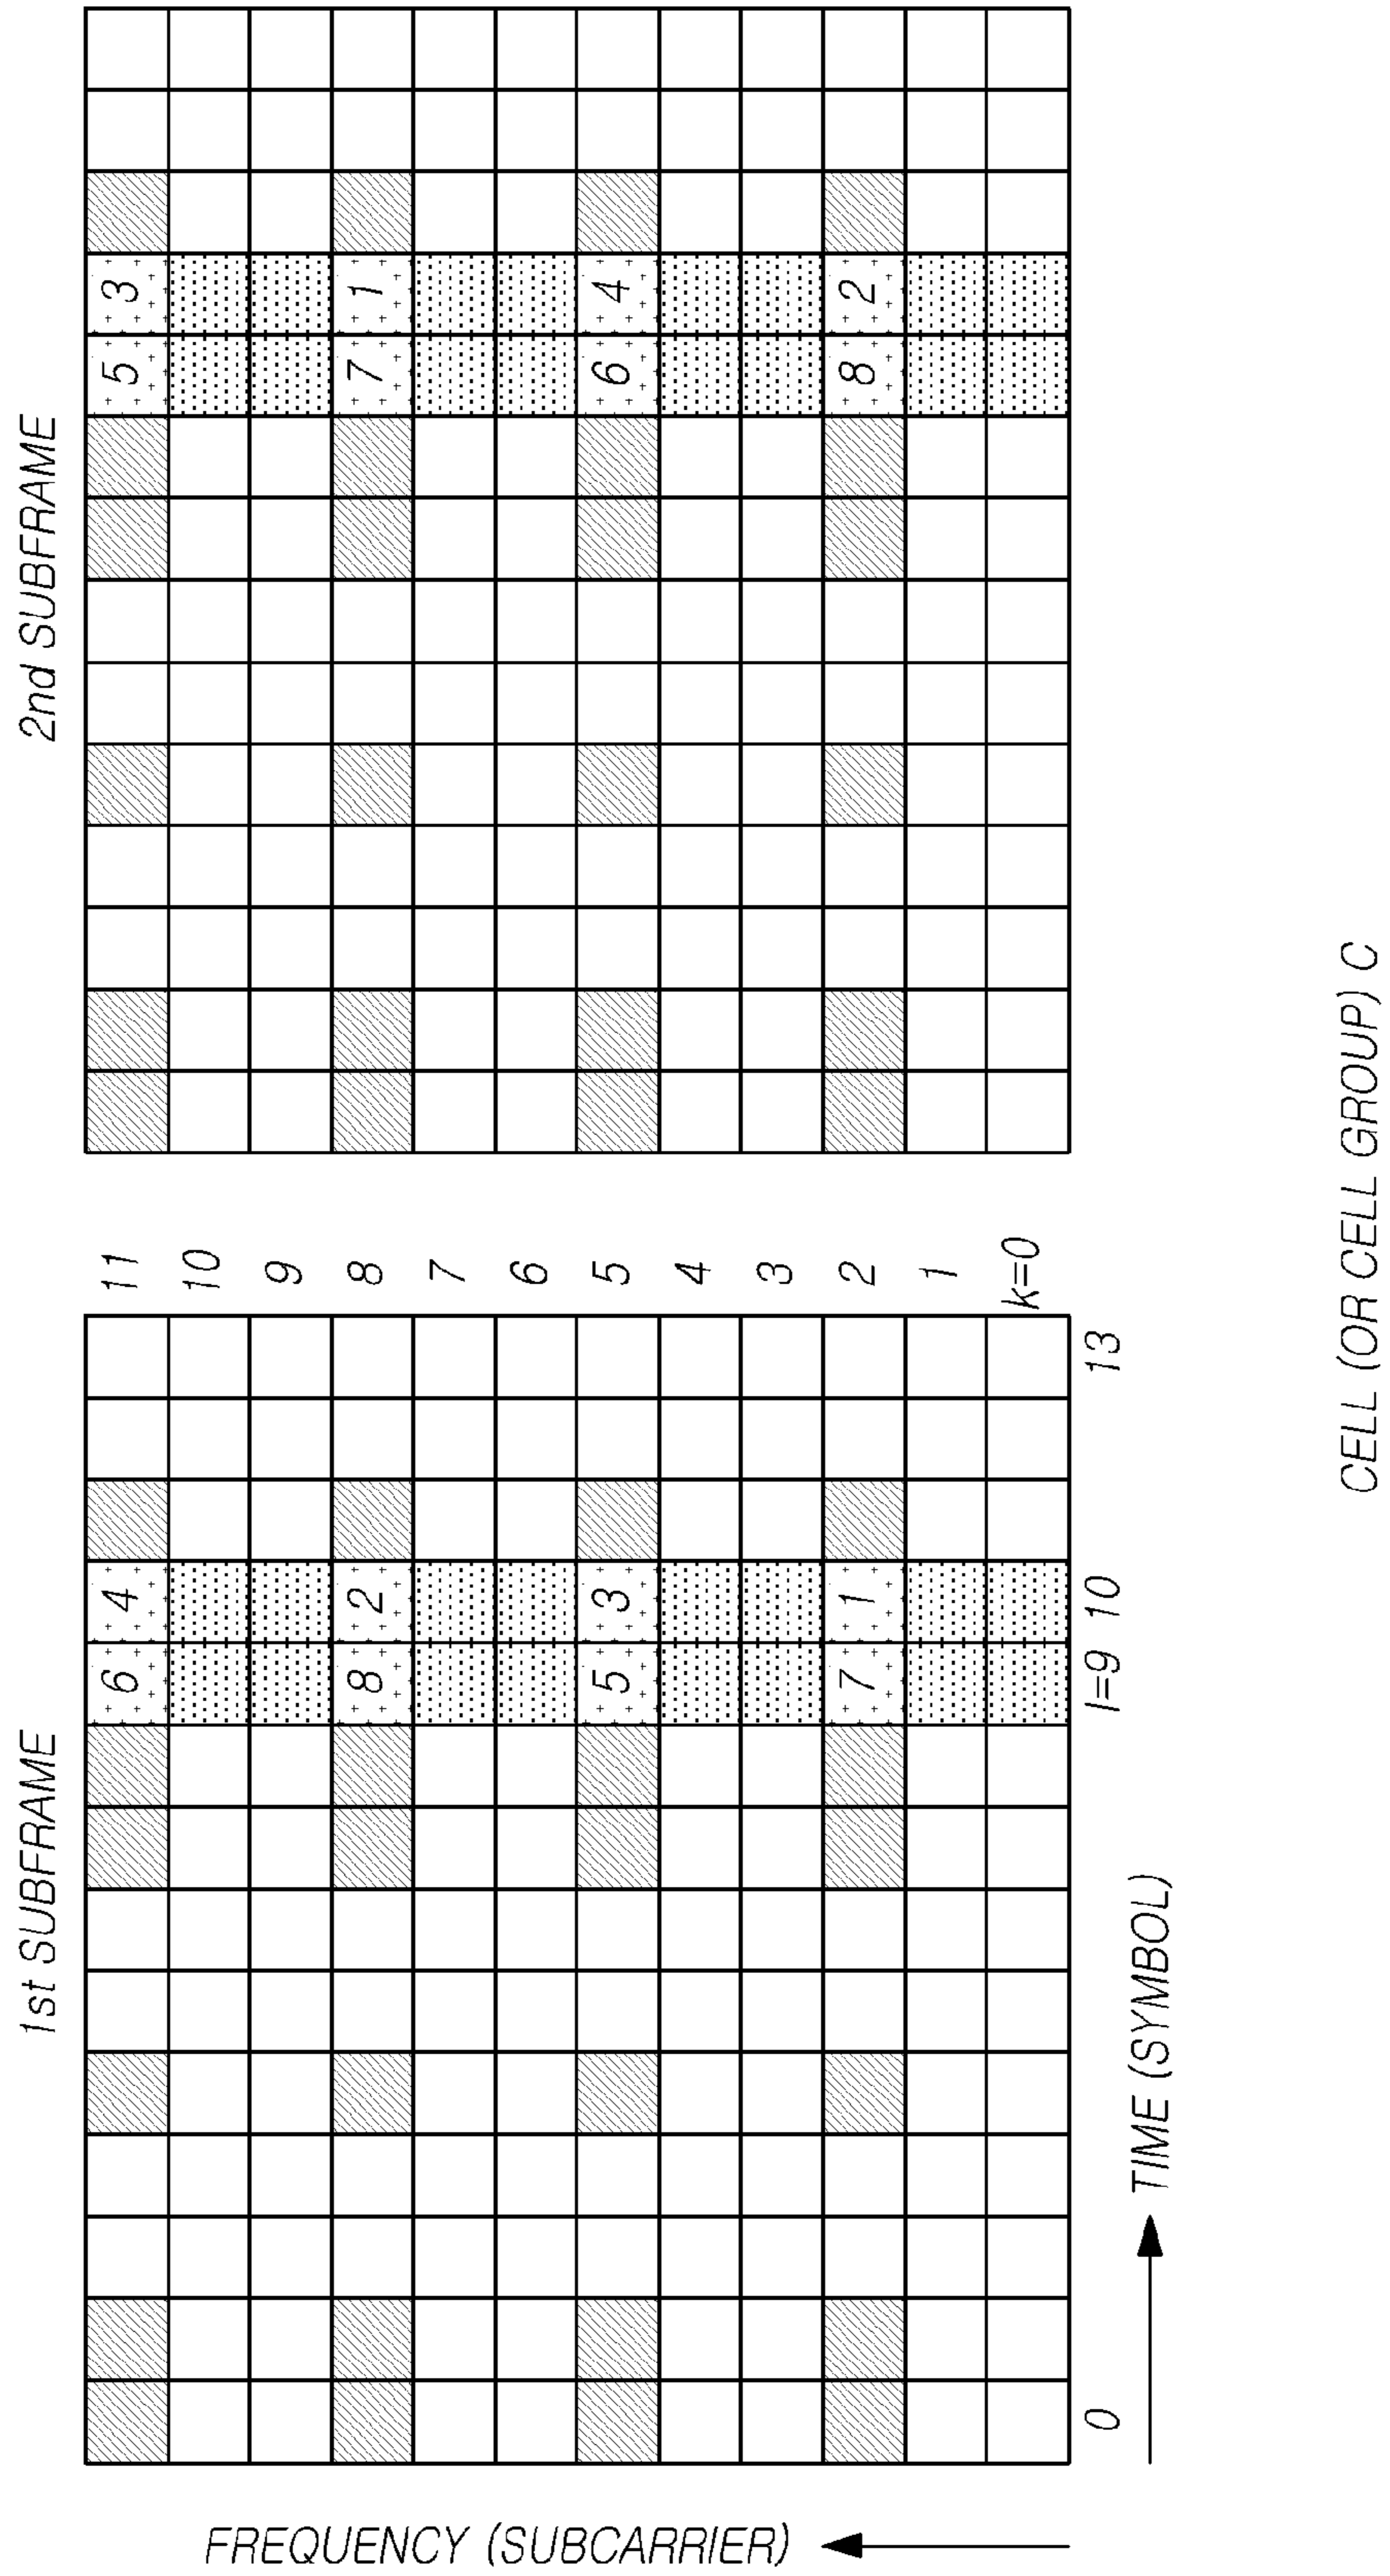 1st SUBFRAME 2nd SUBFRAME
FREQUENCY (SUBCARRIER)
6 4 11 5 3
10
9
8 2 8 7 1
7
6
5 3 5 6 4
4
3
7 1 2 8 2
1
k=0
0 l=9 10 13
TIME (SYMBOL)
CELL (OR CELL GROUP) C